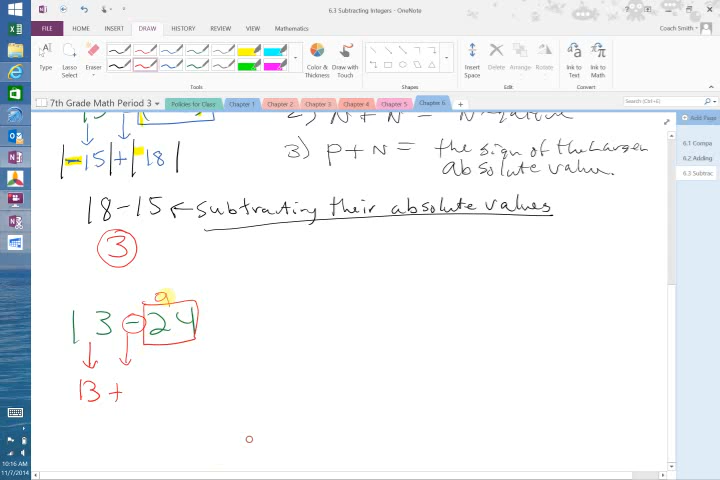 6.3 Subtracting Integers - OneNote
FILE HOME INSERT DRAW HISTORY REVIEW VIEW Mathematics
Coach Smith
Type
Lasso Select
Eraser
Color & Thickness
Draw with Touch
Insert Space
Delete
Arrange
Rotate
Ink to Text
Ink to Math
Tools
Shapes
Edit
Convert
7th Grade Math Period 3
Policies for Class Chapter 1 Chapter 2 Chapter 3 Chapter 4 Chapter 5 Chapter 6 +
Search (Ctrl+E)
Add Page
6.1 Compa
6.2 Adding
6.3 Subtrac
2) N + N = Negative
3) P + N = the sign of the Larger
absolute value.
|-15| + |-18|
18-15 ← subtracting their absolute values
3
a
13 - 24
13 +
10:16 AM
11/7/2014